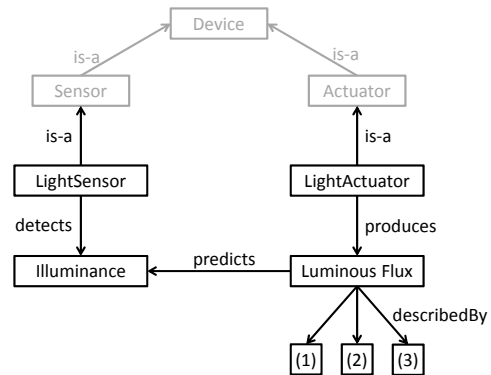 Device
is-a
is-a
Sensor
Actuator
is-a
is-a
LightSensor
LightActuator
detects
produces
predicts
Illuminance
Luminous Flux
describedBy
(1)
(2)
(3)